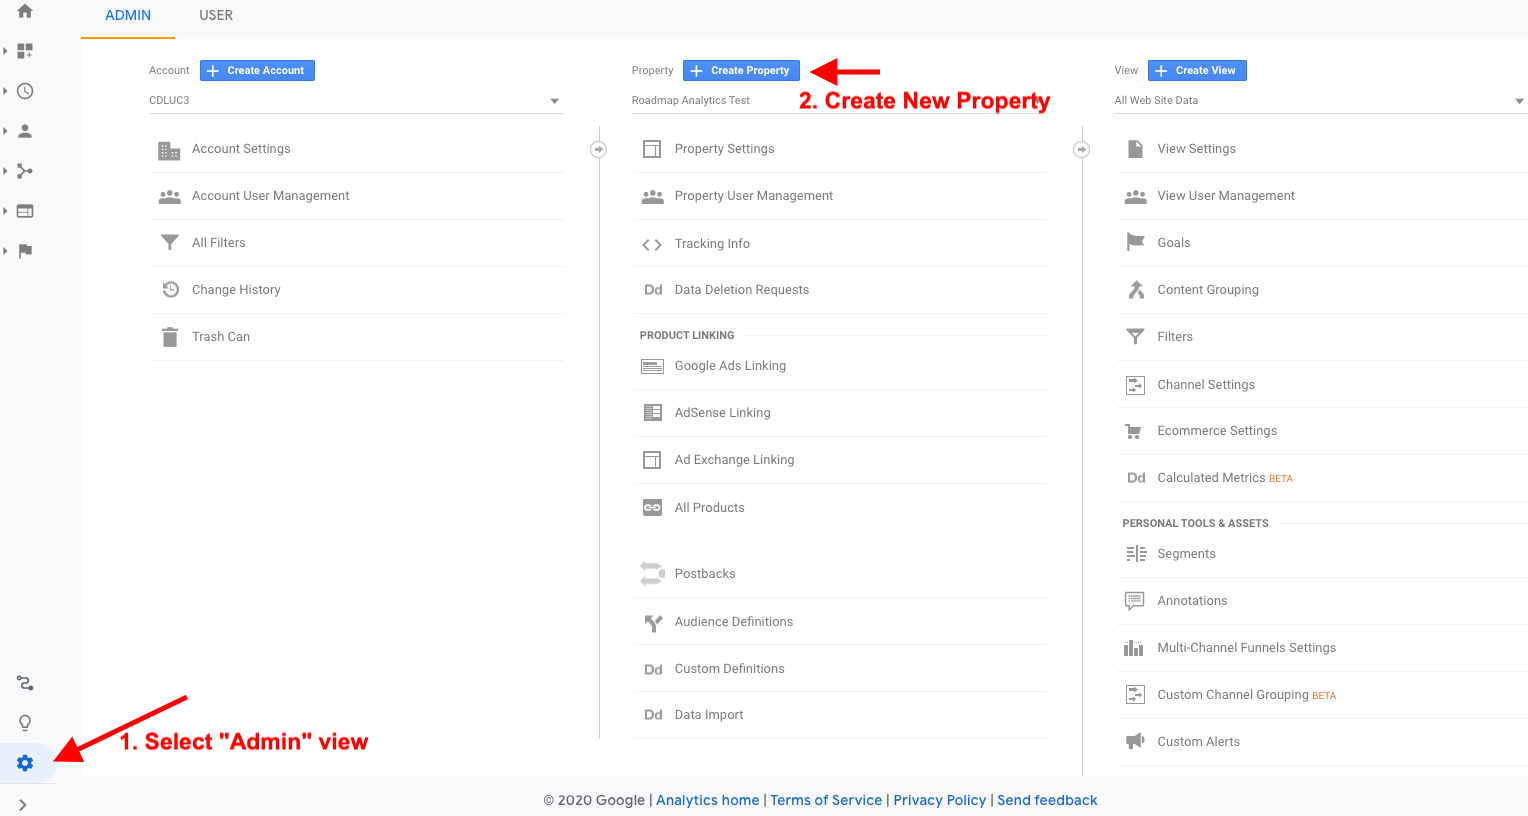 ADMIN
USER
Account
Create Account
CDLUC3
Account Settings
Account User Management
All Filters
Change History
Trash Can
Property
Create Property
Roadmap Analytics Test
2. Create New Property
Property Settings
Property User Management
Tracking Info
Dd Data Deletion Requests
PRODUCT LINKING
Google Ads Linking
AdSense Linking
Ad Exchange Linking
All Products
Postbacks
Audience Definitions
Dd Custom Definitions
Dd Data Import
View
Create View
All Web Site Data
View Settings
View User Management
Goals
Content Grouping
Filters
Channel Settings
Ecommerce Settings
Dd Calculated Metrics BETA
PERSONAL TOOLS & ASSETS
Segments
Annotations
Multi-Channel Funnels Settings
Custom Channel Grouping BETA
Custom Alerts
1. Select "Admin" view
© 2020 Google | Analytics home | Terms of Service | Privacy Policy | Send feedback